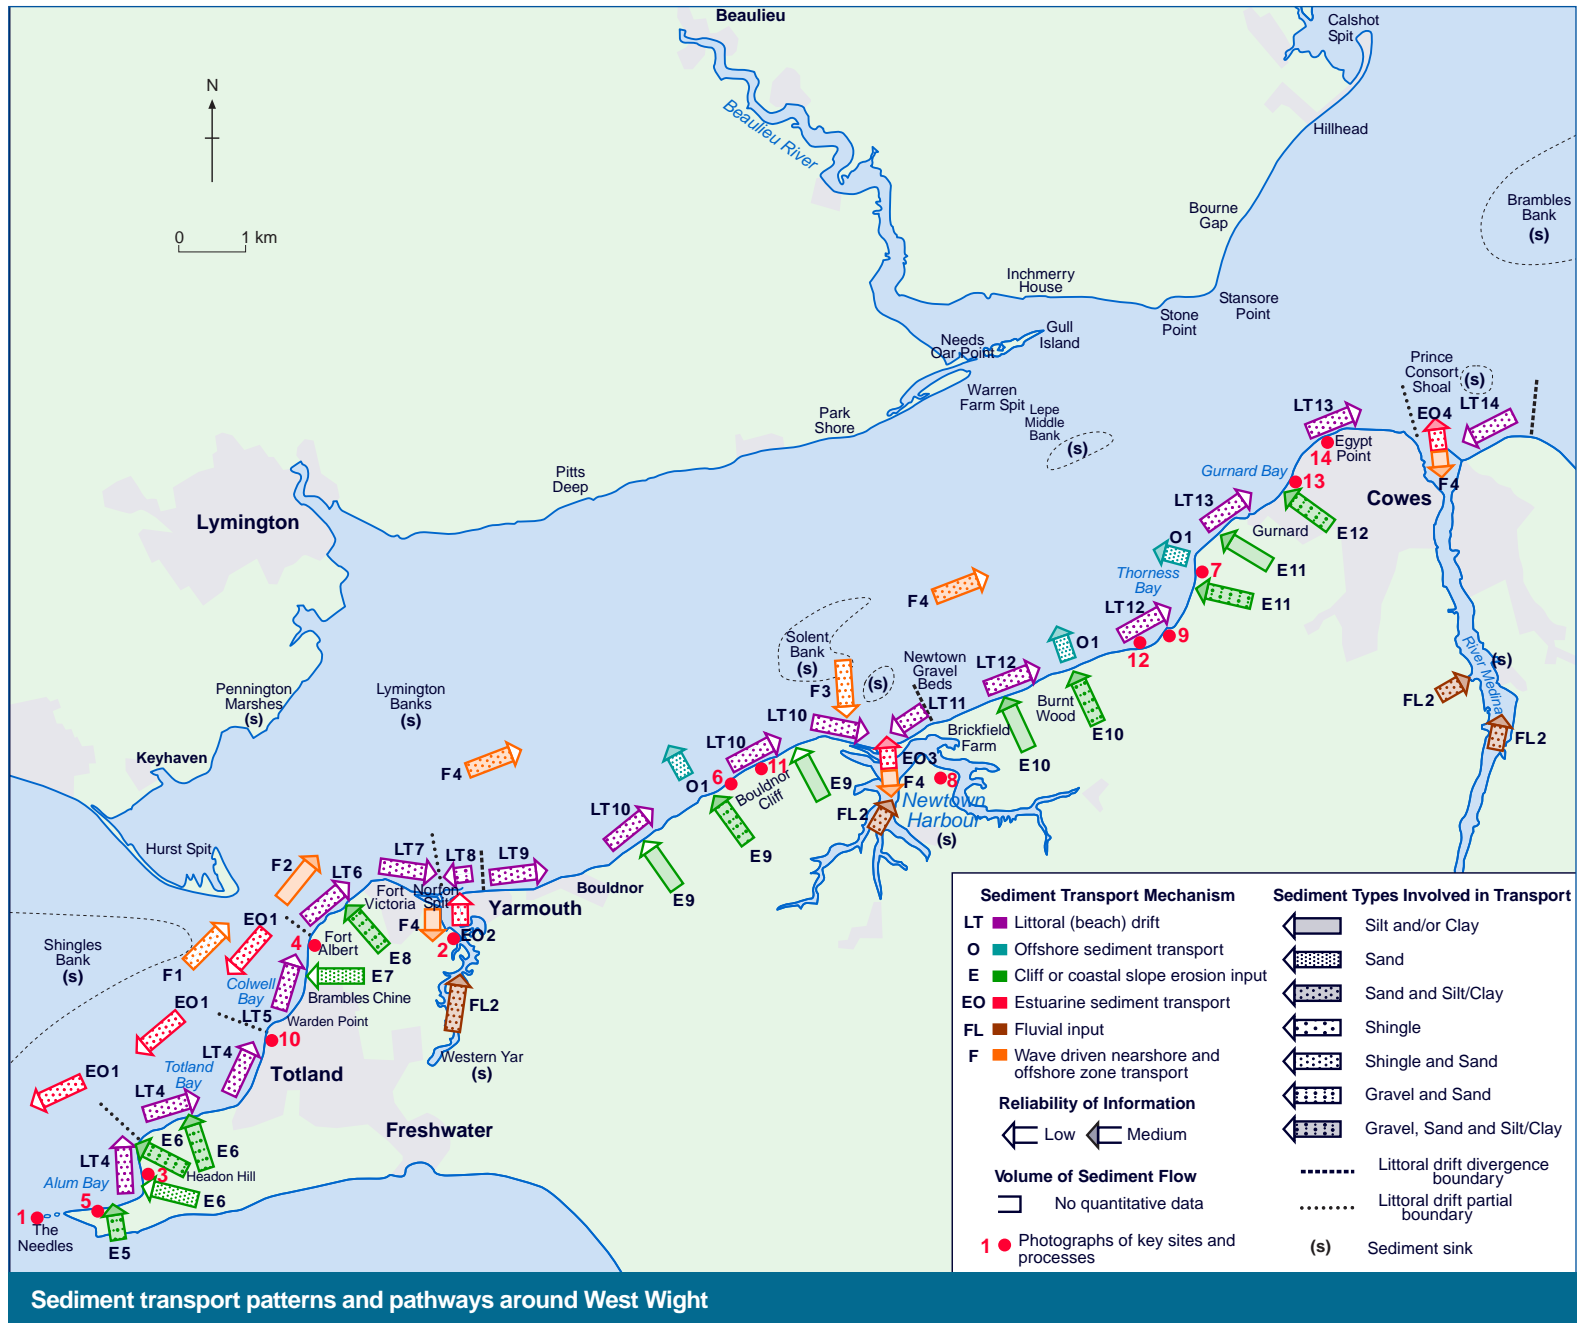 Beaulieu
Calshot
Spit
N
Beaulieu River
Hillhead
0 1 km
Brambles
Bank
(s)
Bourne
Gap
Inchmerry
House
Stansore
Point
Stone
Point
Gull
Island
Needs
Oar Point
Prince
Consort
Shoal
(s)
Warren
Farm Spit
Lepe
Middle
Bank
(s)
Park
Shore
LT13
EO4
LT14
Egypt
Point
14
Gurnard Bay
13
F4
Cowes
Pitts
Deep
LT13
Lymington
Gurnard
E12
O1
E11
7
Thorness
Bay
E11
F4
LT12
9
12
Solent
Bank
(s)
O1
River Medina
(s)
Newtown
Gravel
Beds
LT12
Pennington
Marshes
(s)
Lymington
Banks
(s)
F3
(s)
FL2
LT11
Burnt
Wood
LT10
E10
FL2
Brickfield
Farm
LT10
Keyhaven
EO3
E10
F4
O1
6
11
Bouldnor
Cliff
E9
F4
8
Newtown
Harbour
(s)
FL2
LT10
Hurst Spit
F2
LT6
LT7
LT8
LT9
E9
Bouldnor
E9
Fort
Victoria
Norton
Spit
Yarmouth
EO1
F4
EO2
2
4
Fort
Albert
E8
Shingles
Bank
(s)
F1
E7
Colwell
Bay
Brambles Chine
EO1
LT5
Warden Point
FL2
10
LT4
Western Yar
(s)
Totland
Bay
EO1
Totland
LT4
Freshwater
E6
E6
LT4
3
Headon Hill
Alum Bay
5
E6
1
The
Needles
E5
Sediment Transport Mechanism
LT Littoral (beach) drift
O Offshore sediment transport
E Cliff or coastal slope erosion input
EO Estuarine sediment transport
FL Fluvial input
F Wave driven nearshore and
offshore zone transport
Reliability of Information
Low Medium
Volume of Sediment Flow
No quantitative data
1 Photographs of key sites and
processes
Sediment Types Involved in Transport
Silt and/or Clay
Sand
Sand and Silt/Clay
Shingle
Shingle and Sand
Gravel and Sand
Gravel, Sand and Silt/Clay
Littoral drift divergence
boundary
Littoral drift partial
boundary
(s) Sediment sink
Sediment transport patterns and pathways around West Wight